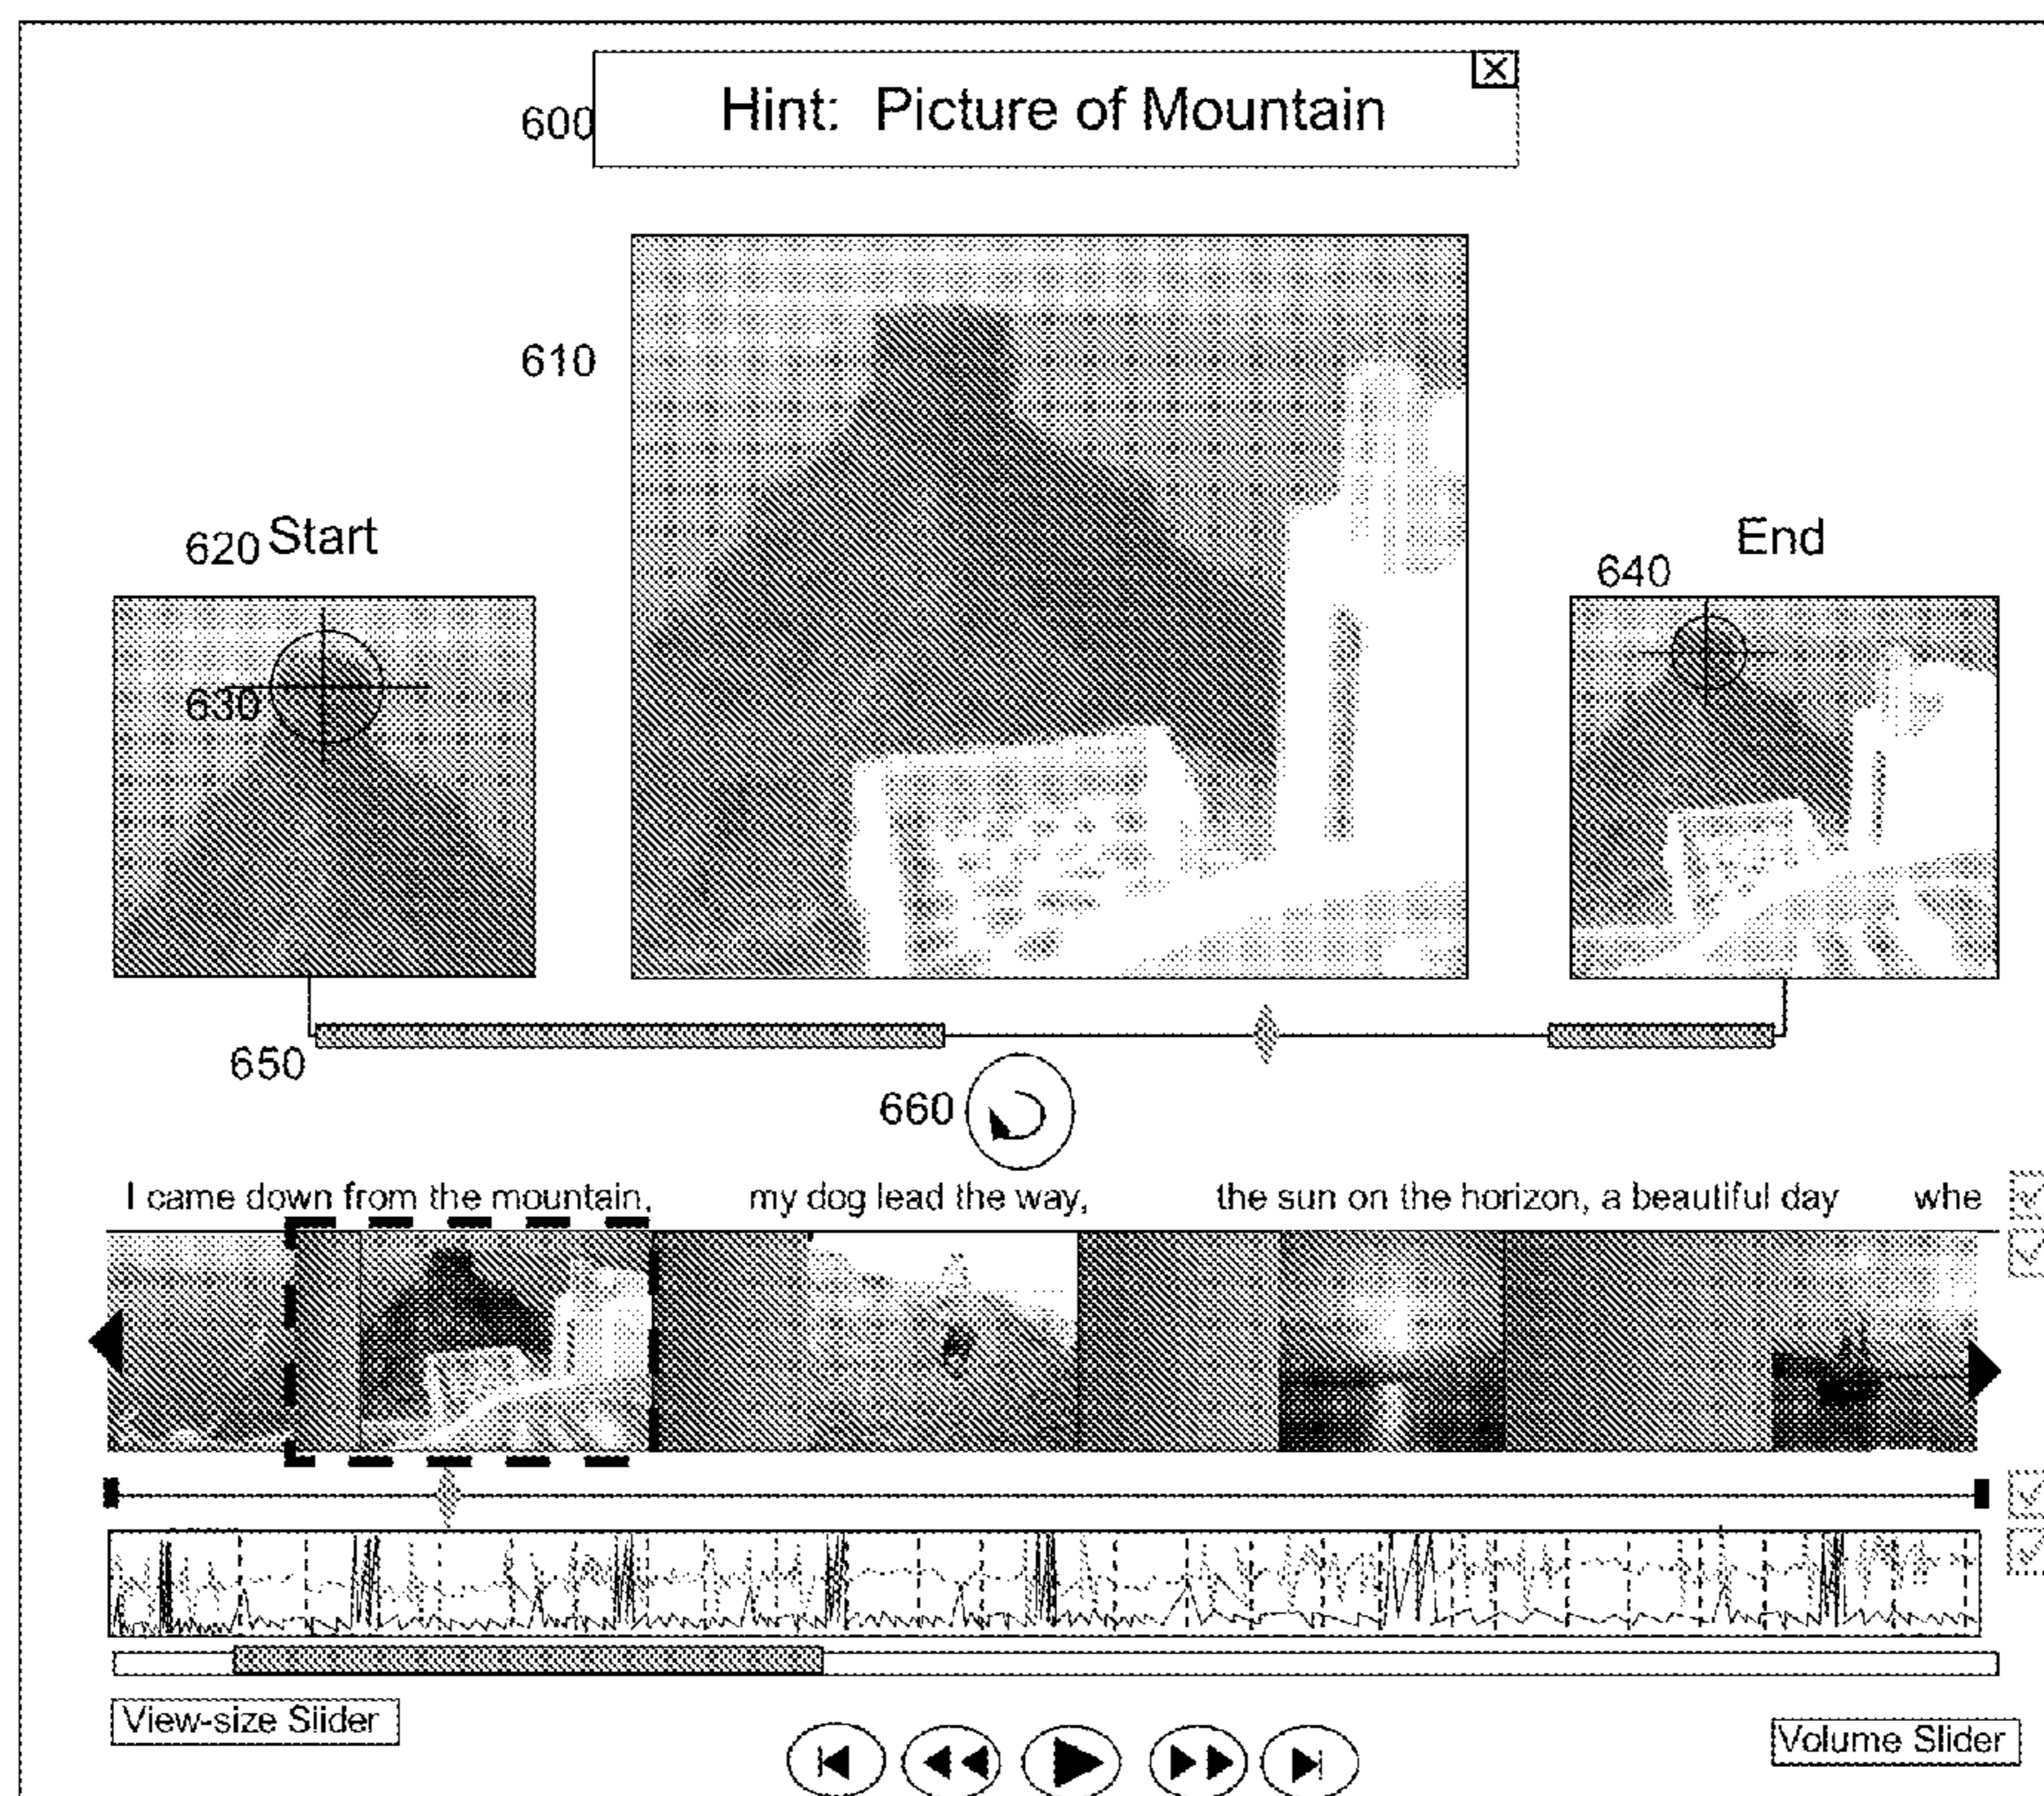 600
Hint: Picture of Mountain
610
620 Start
End
640
630
650
660
I came down from the mountain, my dog lead the way, the sun on the horizon, a beautiful day whe
View-size Slider
Volume Slider